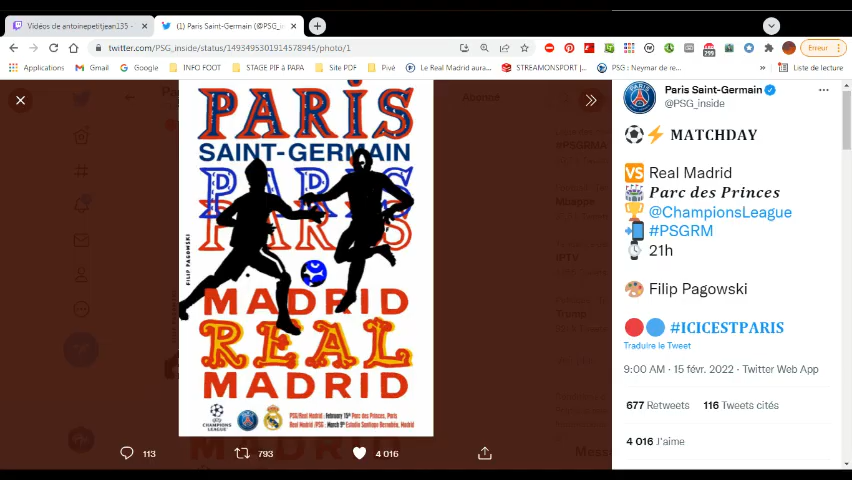 Vidéos de antoinepetitjean135 -
(1) Paris Saint-Germain (@PSG_in
twitter.com/PSG_inside/status/1493495301914578945/photo/1
799
Erreur
Applications
Gmail
Google
INFO FOOT
STAGE PIF à PAPA
Site PDF
Pivé
Le Real Madrid aura...
STREAMONSPORT |...
PSG : Neymar de re...
Liste de lecture
PARIS
SAINT-GERMAIN
PARIS
PARIS
FILIP PAGOWSKI
MADRID
REAL
MADRID
CHAMPIONS
LEAGUE
PSG/Real Madrid : February 15th Parc des Princes, Paris
Real Madrid /PSG : March 9th Estadio Santiago Bernabéu, Madrid
113
793
4 016
Paris Saint-Germain
@PSG_inside
MATCHDAY
VS Real Madrid
Parc des Princes
@ChampionsLeague
#PSGRM
21h
Filip Pagowski
#ICICESTPARIS
Traduire le Tweet
9:00 AM · 15 févr. 2022 · Twitter Web App
677 Retweets 116 Tweets cités
4 016 J'aime